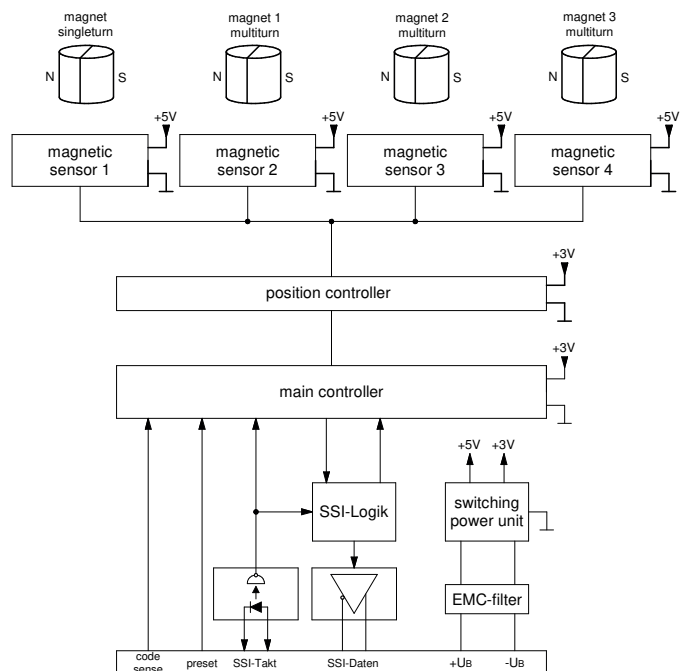 magnet
singleturn
magnet 1
multiturn
magnet 2
multiturn
magnet 3
multiturn
N S
N S
N S
N S
+5V
+5V
+5V
+5V
magnetic
sensor 1
magnetic
sensor 2
magnetic
sensor 3
magnetic
sensor 4
+3V
position controller
+3V
main controller
+5V +3V
SSI-Logik
switching
power unit
EMC-filter
code
sense
preset
SSI-Takt
SSI-Daten
+UB
-UB